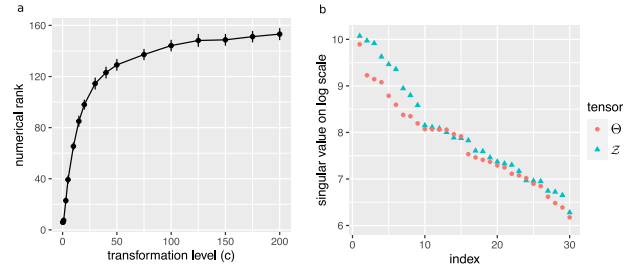 a
numerical rank
160
120
80
40
0
0
50
100
150
200
transformation level (c)
b
singular value on log scale
10
9
8
7
6
0
10
20
30
index
tensor
Θ
𝒵